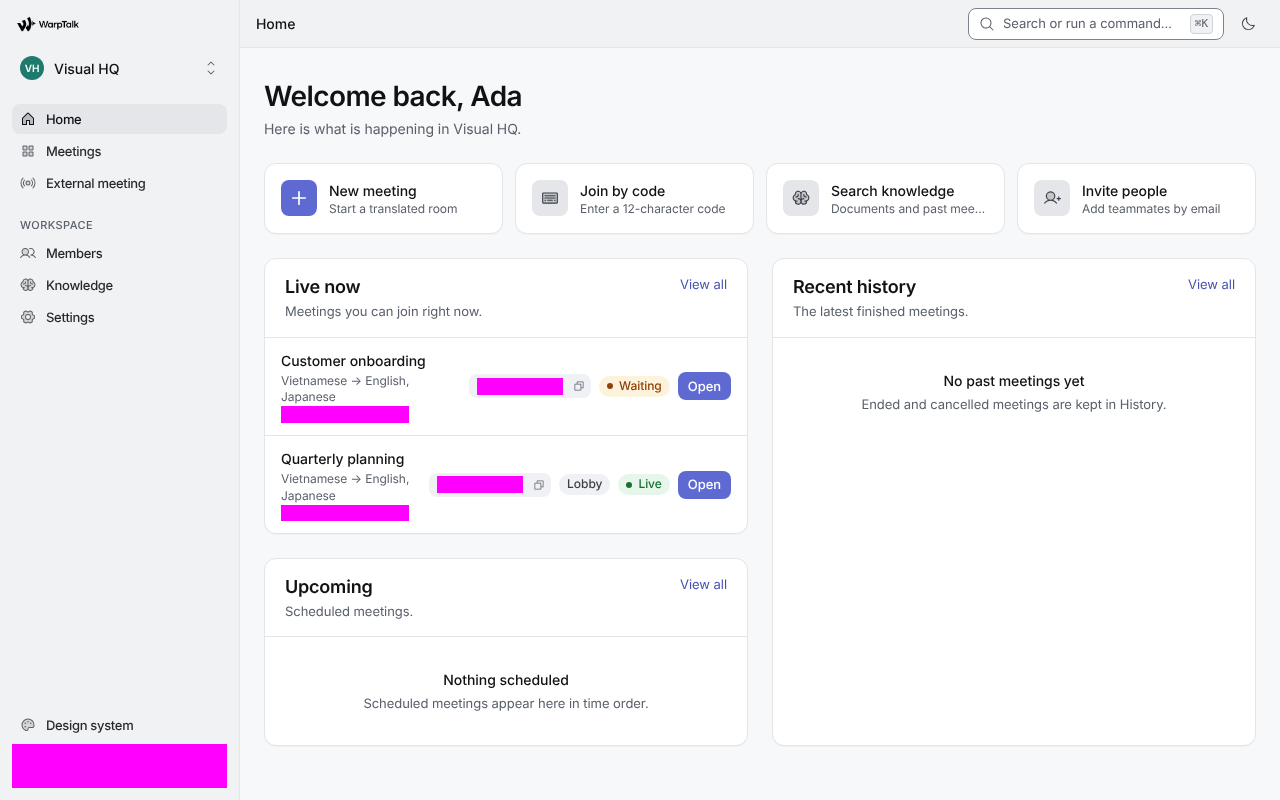 WarpTalk
VH
Visual HQ
Home
Meetings
External meeting
WORKSPACE
Members
Knowledge
Settings
Design system
Home
Search or run a command...
⌘K
Welcome back, Ada
Here is what is happening in Visual HQ.
New meeting
Start a translated room
Join by code
Enter a 12-character code
Search knowledge
Documents and past mee...
Invite people
Add teammates by email
Live now
View all
Meetings you can join right now.
Customer onboarding
Vietnamese → English,
Japanese
Waiting
Open
Quarterly planning
Vietnamese → English,
Japanese
Lobby
Live
Open
Upcoming
View all
Scheduled meetings.
Nothing scheduled
Scheduled meetings appear here in time order.
Recent history
View all
The latest finished meetings.
No past meetings yet
Ended and cancelled meetings are kept in History.